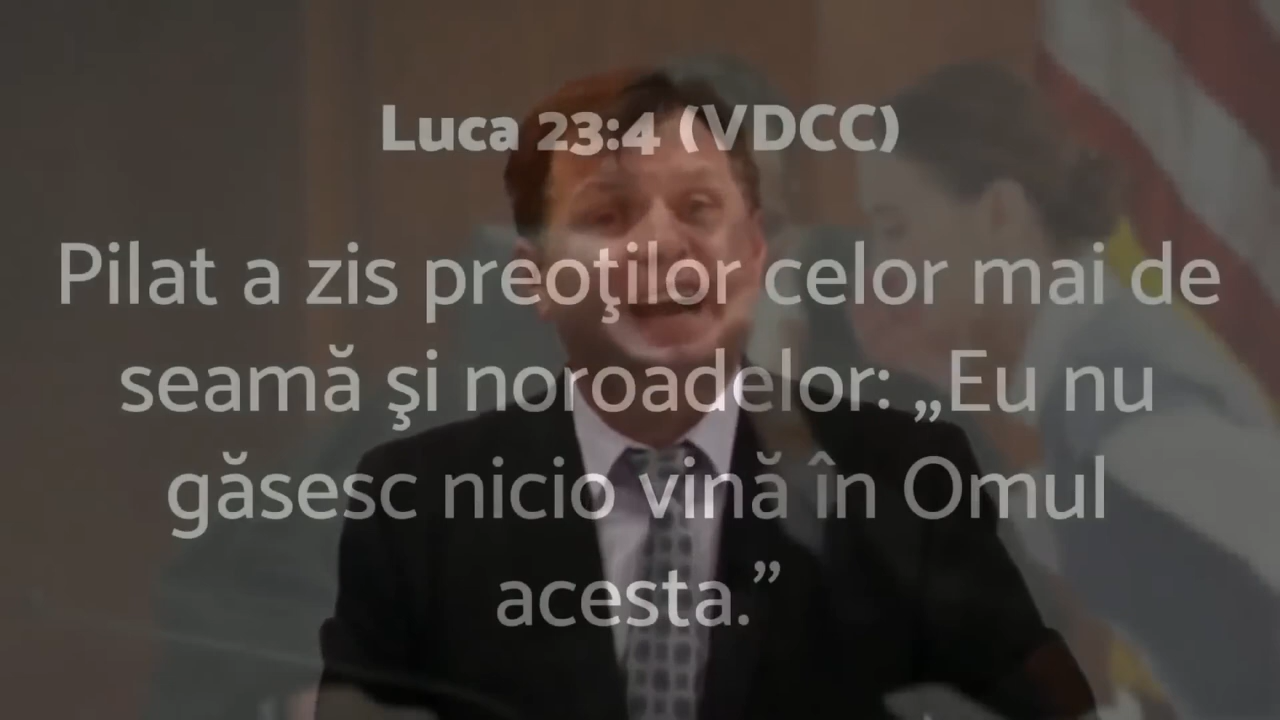 Luca 23:4 (VDCC)
Pilat a zis preoţilor celor mai de
seamă şi noroadelor: „Eu nu
găsesc nicio vină în Omul
acesta.”